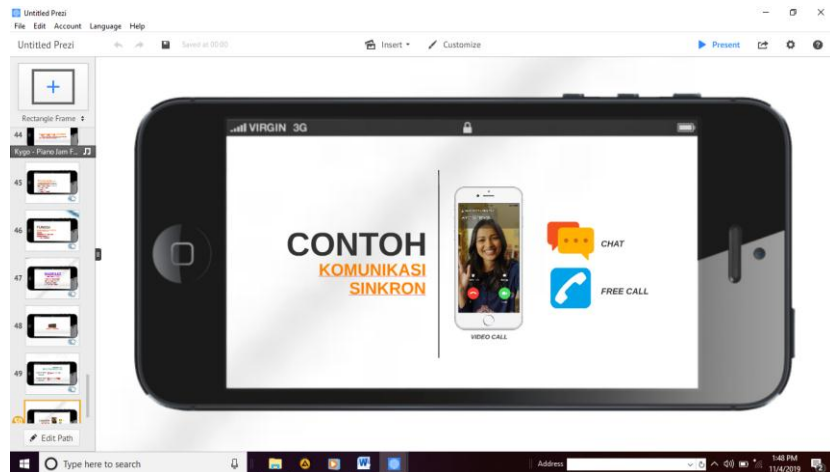 Untitled Prezi
File Edit Account Language Help
Untitled Prezi
Saved at 00:00
Insert
Customize
Present
Rectangle Frame
44
Kygo - Piano Jam F...
45
46
47
48
49
Edit Path
VIRGIN 3G
CONTOH
KOMUNIKASI
SINKRON
VIDEO CALL
CHAT
FREE CALL
Type here to search
Address
1:48 PM
11/4/2019